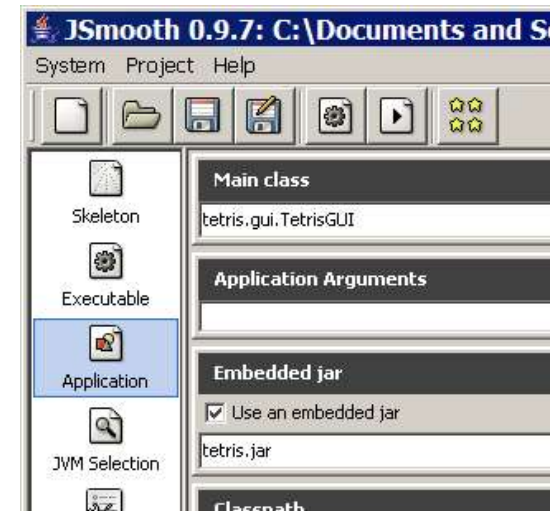 JSmooth 0.9.7: C:\Documents and S
System Project Help
Skeleton
Executable
Application
JVM Selection
Main class
tetris.gui.TetrisGUI
Application Arguments
Embedded jar
Use an embedded jar
tetris.jar
Classpath